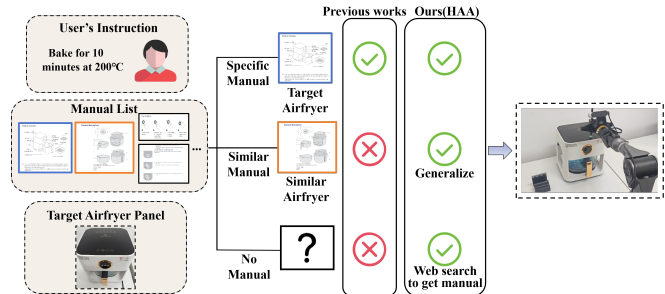 User's Instruction
Bake for 10
minutes at 200℃
Manual List
...
Target Airfryer Panel
Specific
Manual
Similar
Manual
No
Manual
Target
Airfryer
Similar
Airfryer
?
Previous works
Ours(HAA)
Generalize
Web search
to get manual